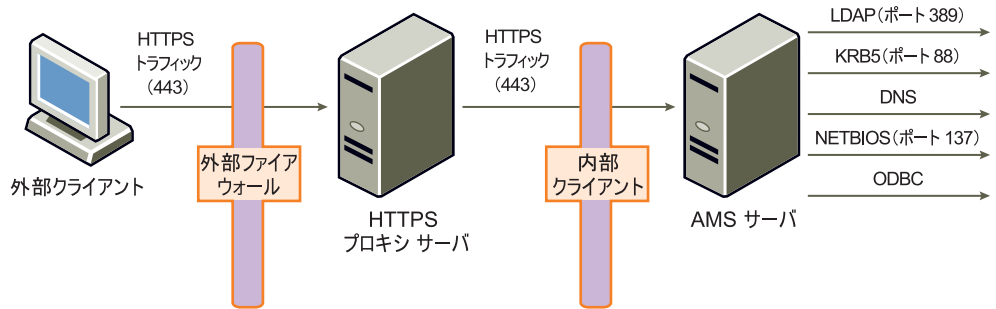 HTTPS
トラフィック
(443)
HTTPS
トラフィック
(443)
LDAP(ポート 389)
KRB5(ポート 88)
DNS
NETBIOS(ポート 137)
ODBC
外部クライアント
外部ファイア
ウォール
HTTPS
プロキシ サーバ
内部
クライアント
AMS サーバ